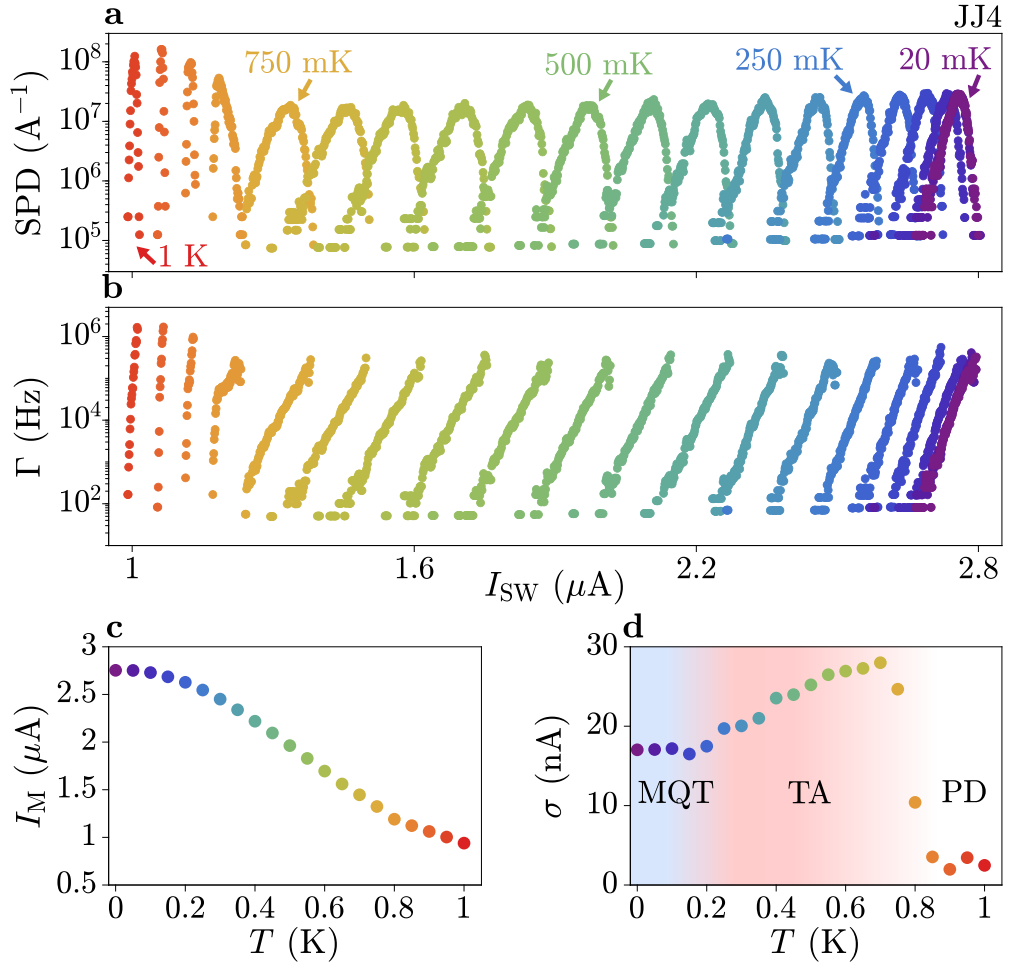 a
JJ4
SPD (A⁻¹)
10⁸
10⁷
10⁶
10⁵
750 mK
500 mK
250 mK
20 mK
1 K
b
Γ (Hz)
10⁶
10⁴
10²
1
1.6
2.2
2.8
I_SW (μA)
c
I_M (μA)
3
2.5
2
1.5
1
0.5
0
0.2
0.4
0.6
0.8
1
T (K)
d
σ (nA)
30
20
10
0
MQT
TA
PD
0
0.2
0.4
0.6
0.8
1
T (K)